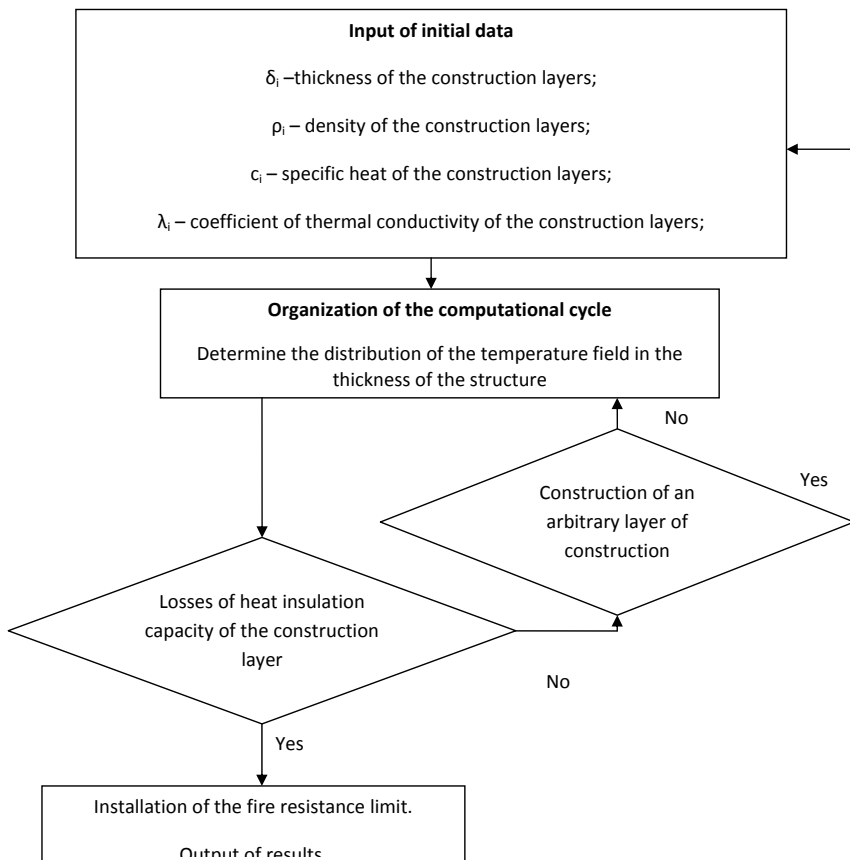 Input of initial data
δi –thickness of the construction layers;
ρi – density of the construction layers;
ci – specific heat of the construction layers;
λi – coefficient of thermal conductivity of the construction layers;
Organization of the computational cycle
Determine the distribution of the temperature field in the
thickness of the structure
No
Yes
Construction of an
arbitrary layer of
construction
Losses of heat insulation
capacity of the construction
layer
No
Yes
Installation of the fire resistance limit.
Output of results